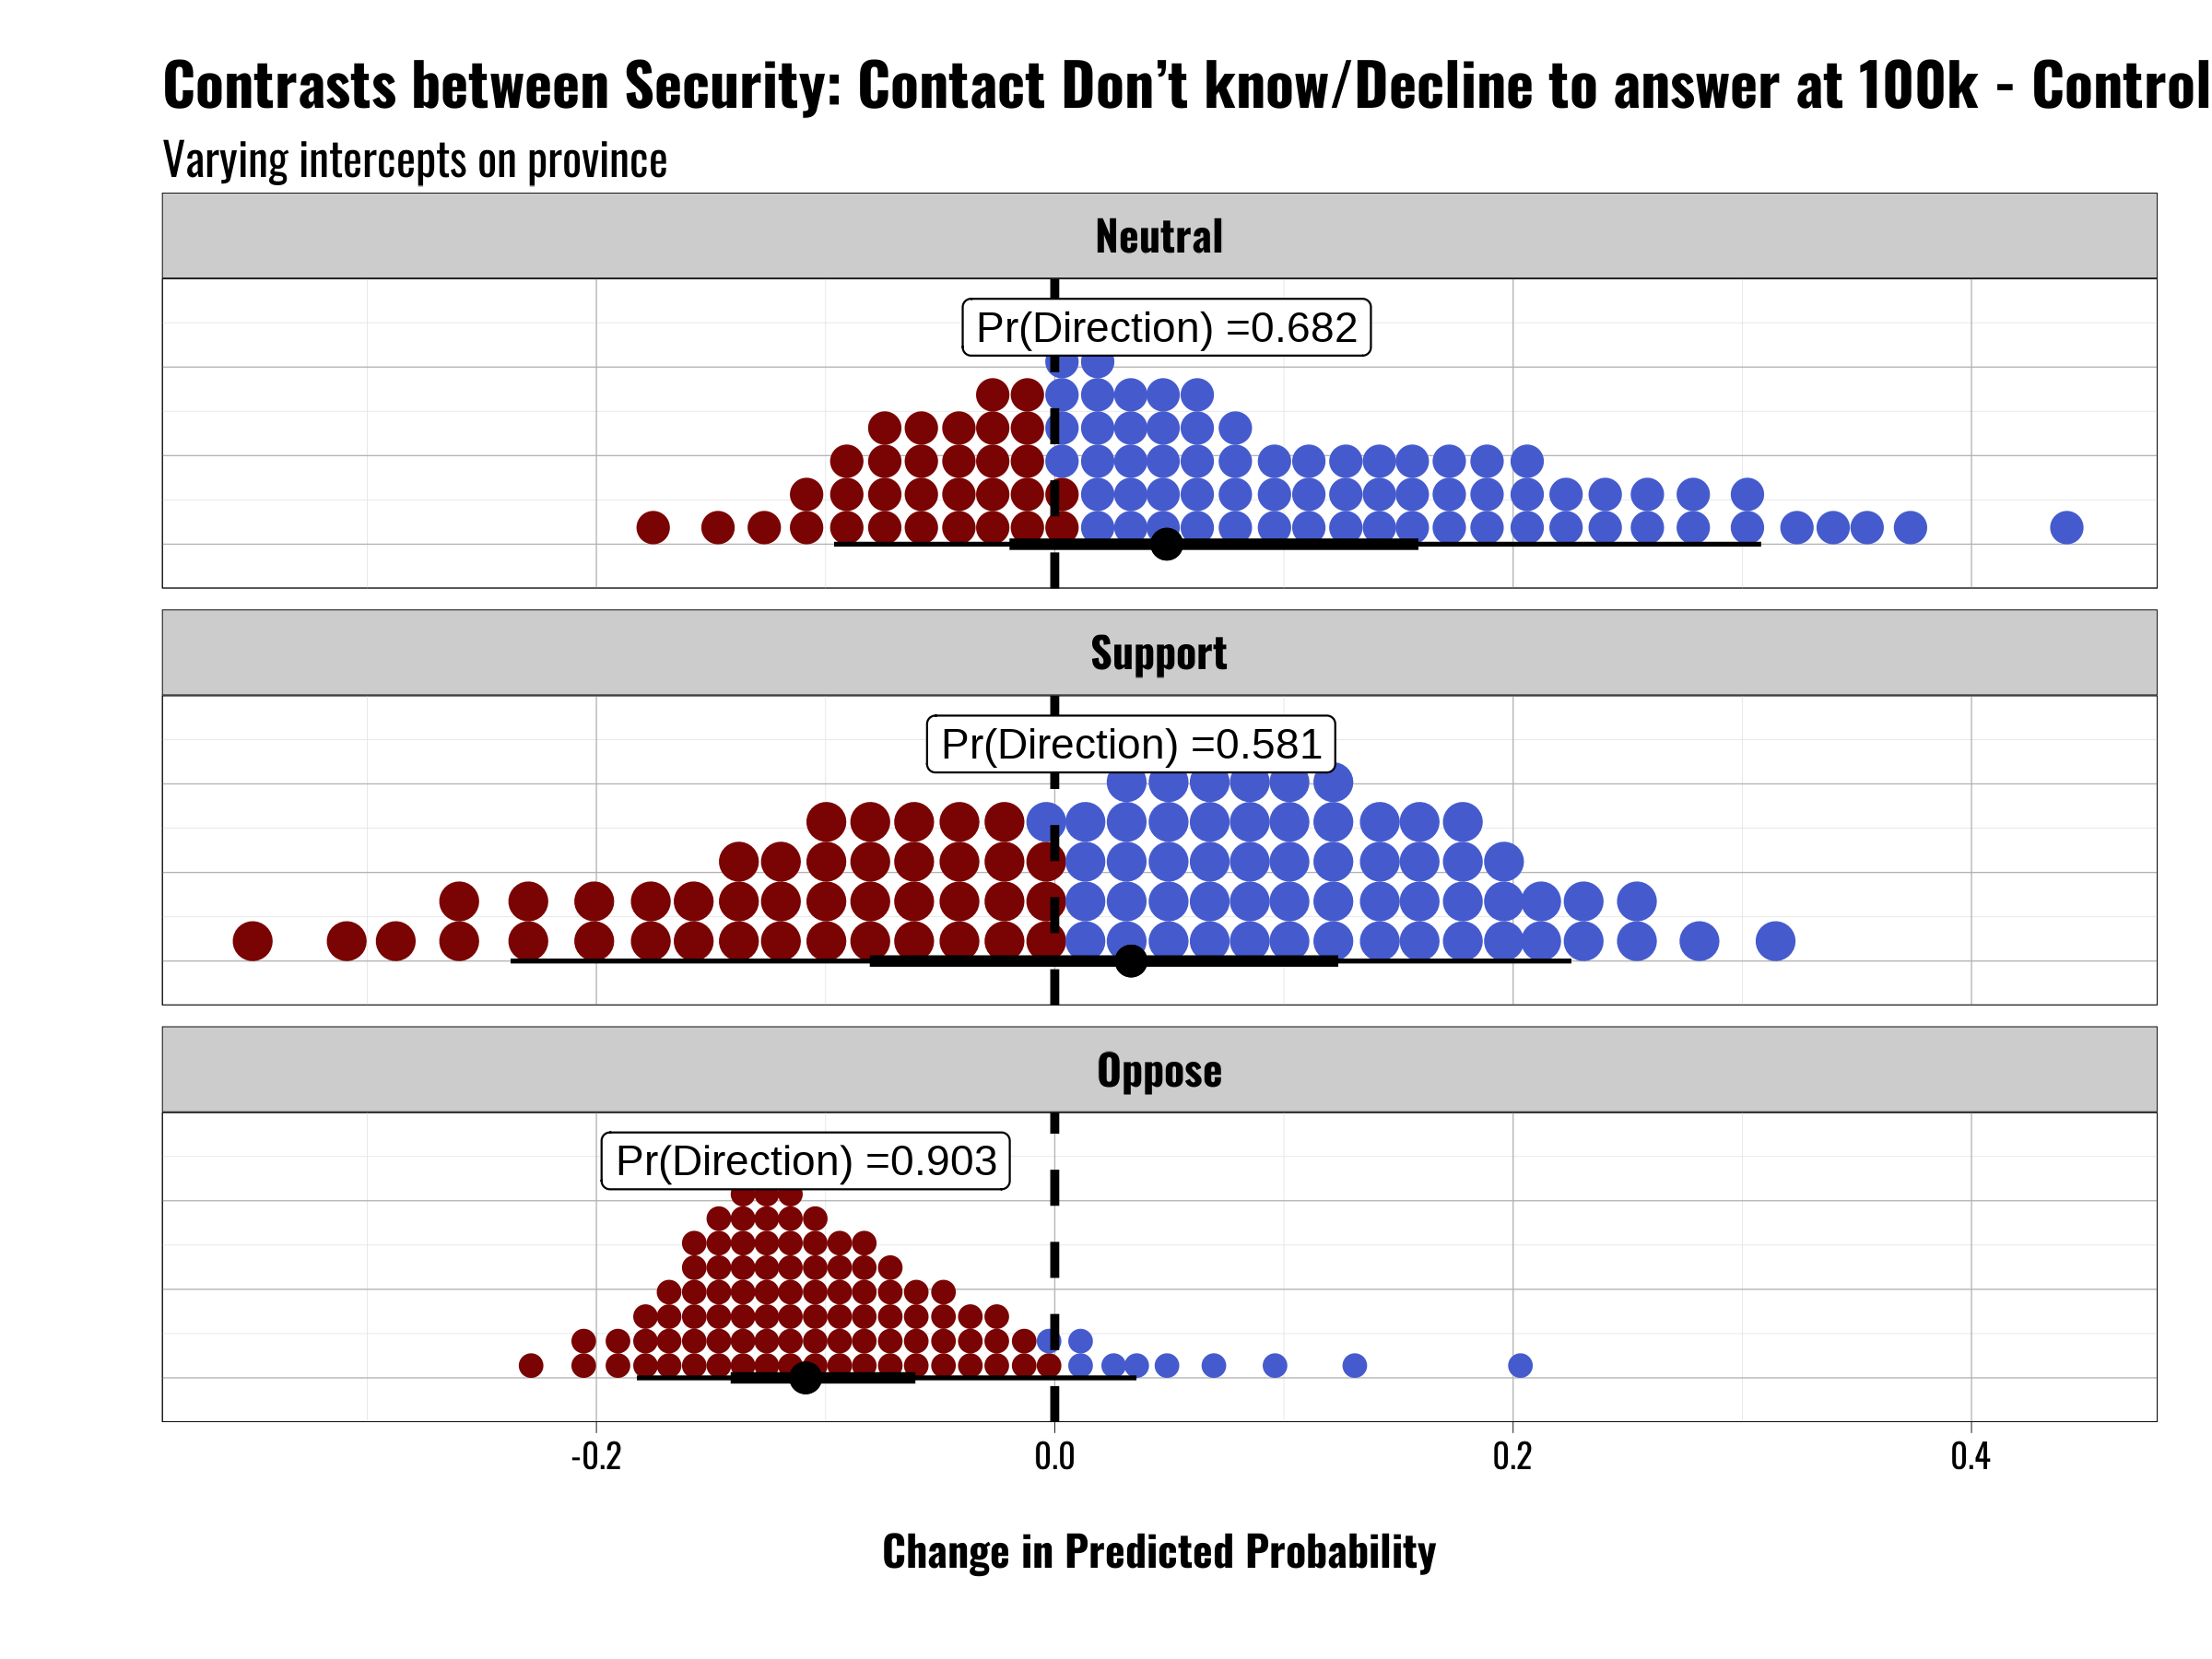 Contrasts between Security: Contact Don’t know/Decline to answer at 100k - Control
Varying intercepts on province
Neutral
Pr(Direction) =0.682
Support
Pr(Direction) =0.581
Oppose
Pr(Direction) =0.903
-0.2 0.0 0.2 0.4
Change in Predicted Probability